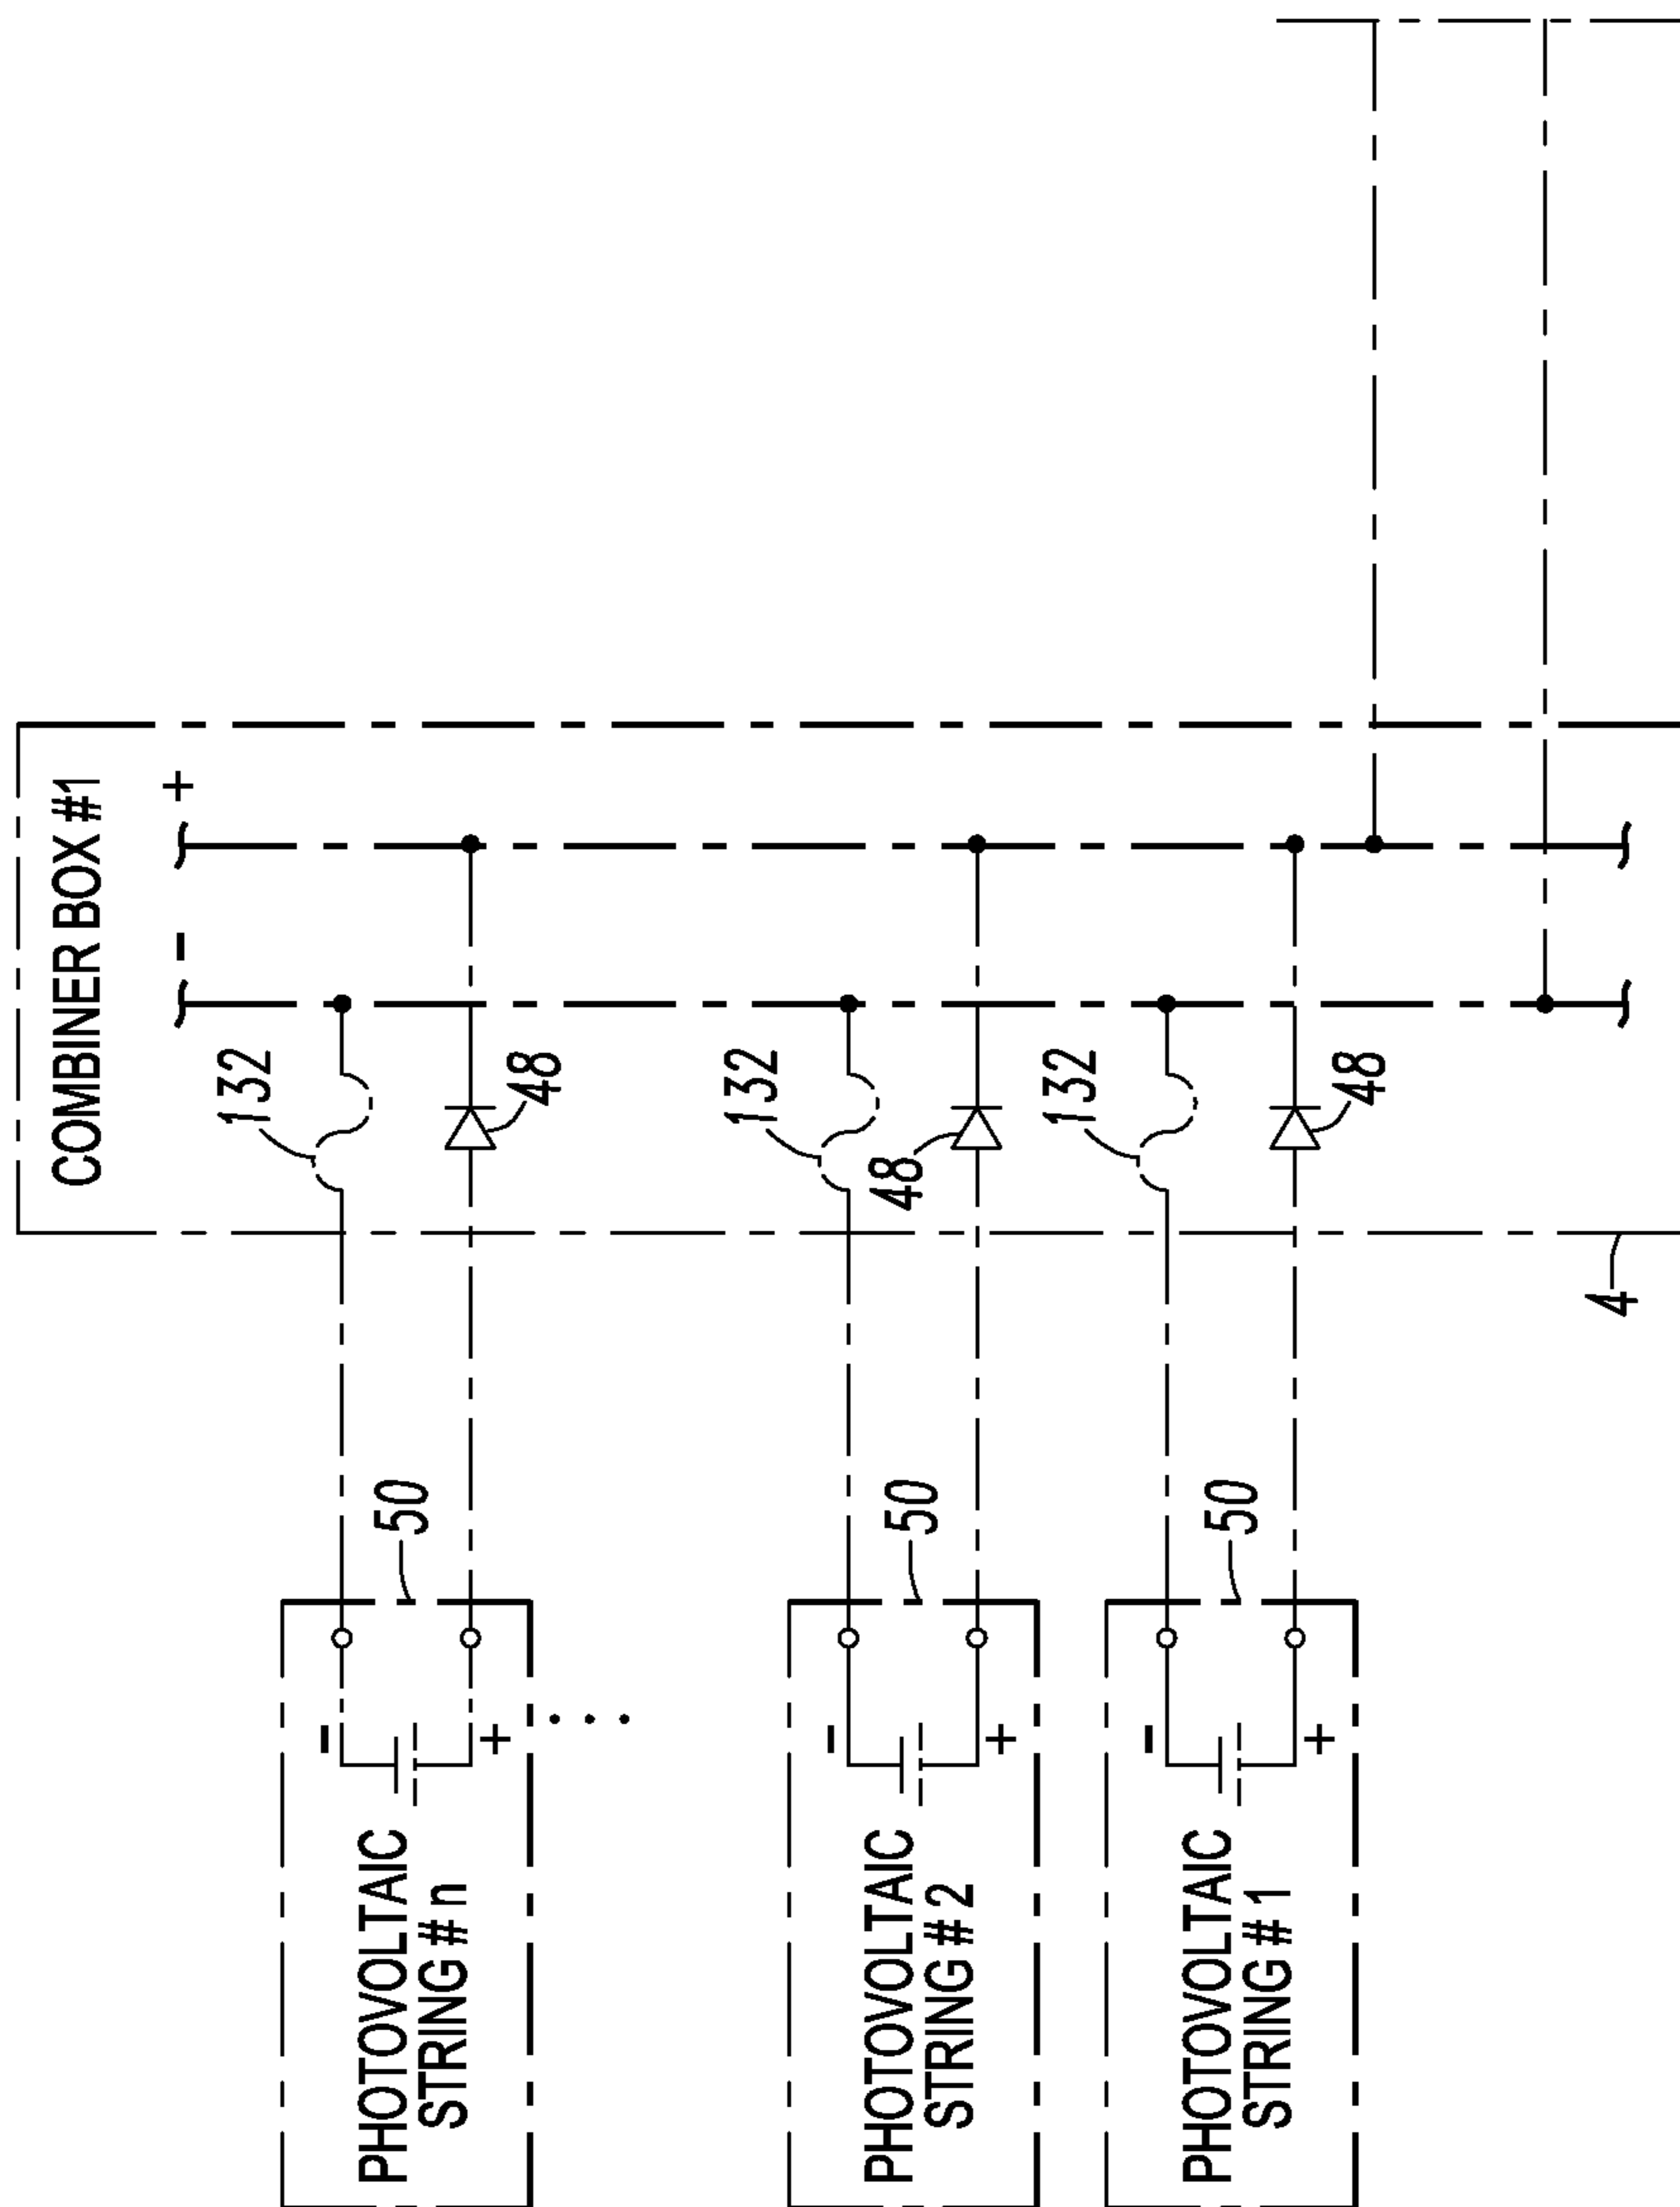 COMBINER BOX #1
- +
132
48
132
48
132
48
4
50
50
50
- +
- +
- +
PHOTOVOLTAIC
STRING # n
. . .
PHOTOVOLTAIC
STRING # 2
PHOTOVOLTAIC
STRING # 1